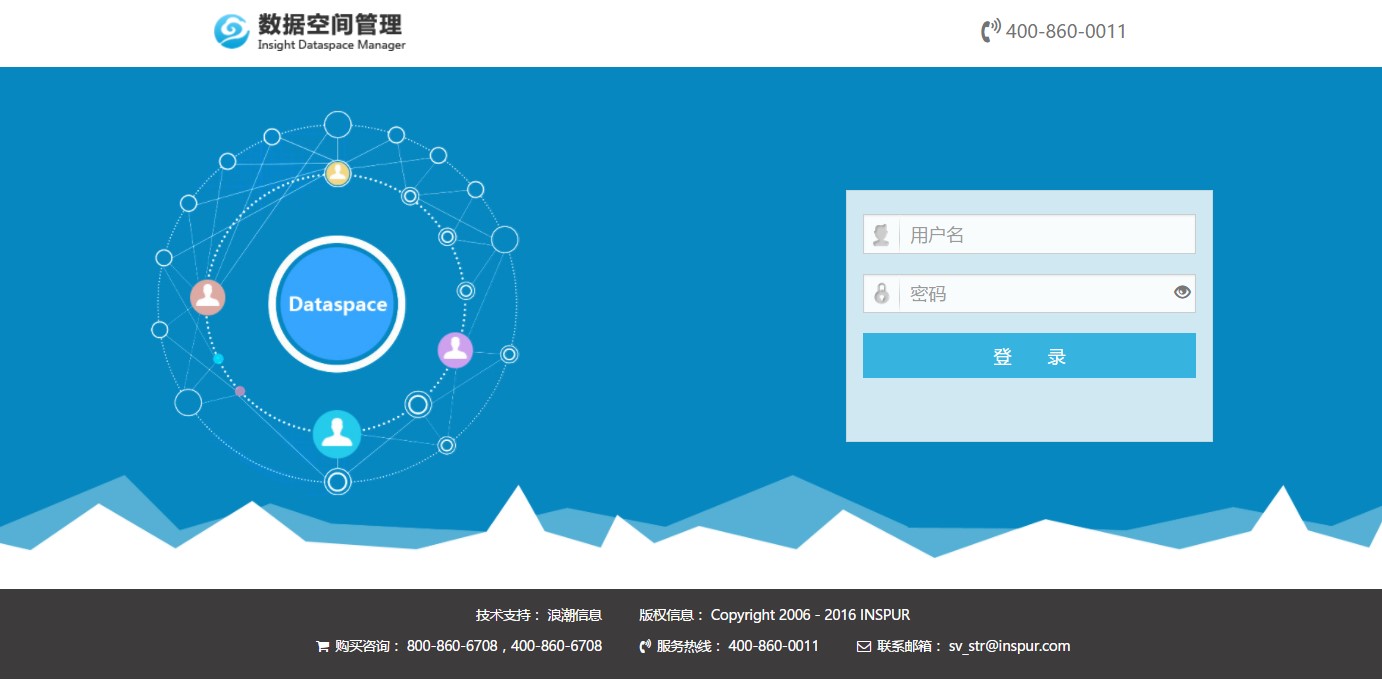 数据空间管理
Insight Dataspace Manager
400-860-0011
Dataspace
用户名
密码
登 录
技术支持： 浪潮信息 版权信息： Copyright 2006 - 2016 INSPUR
购买咨询： 800-860-6708 , 400-860-6708 服务热线： 400-860-0011 联系邮箱： sv_str@inspur.com